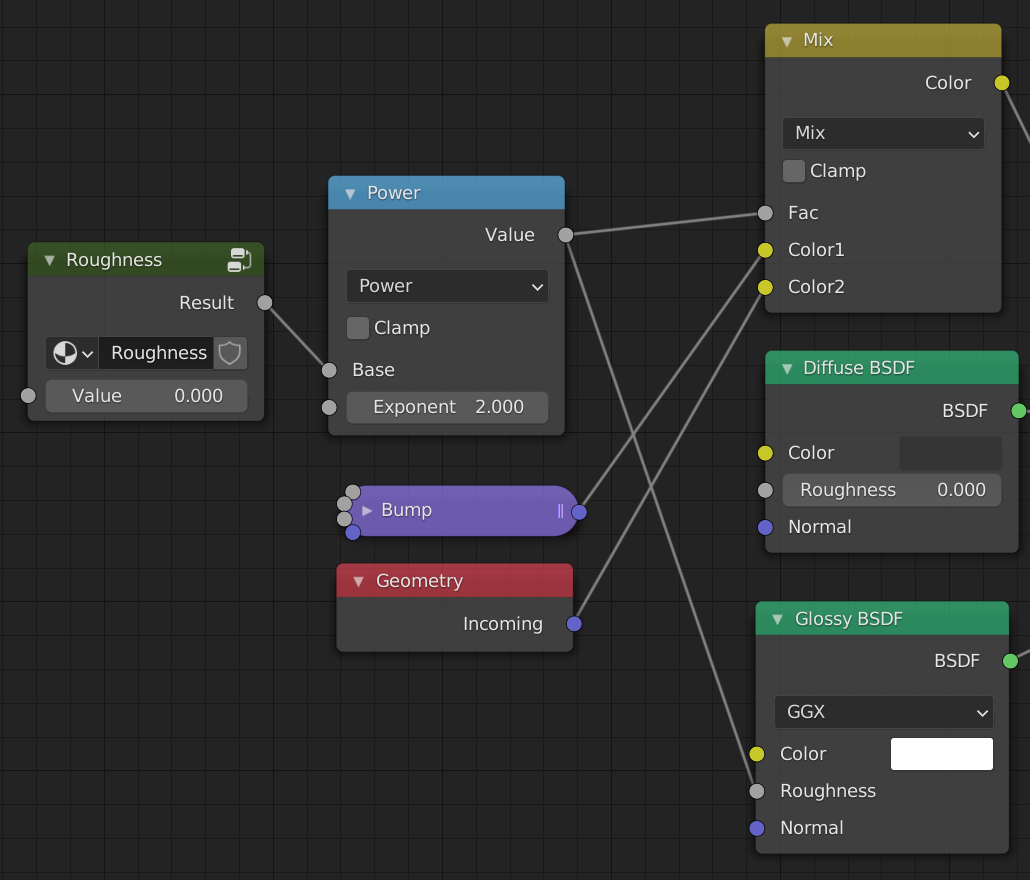 Roughness
Result
Roughness
Value 0.000
Power
Value
Power
Clamp
Base
Exponent 2.000
Bump
Geometry
Incoming
Mix
Color
Mix
Clamp
Fac
Color1
Color2
Diffuse BSDF
BSDF
Color
Roughness 0.000
Normal
Glossy BSDF
BSDF
GGX
Color
Roughness
Normal